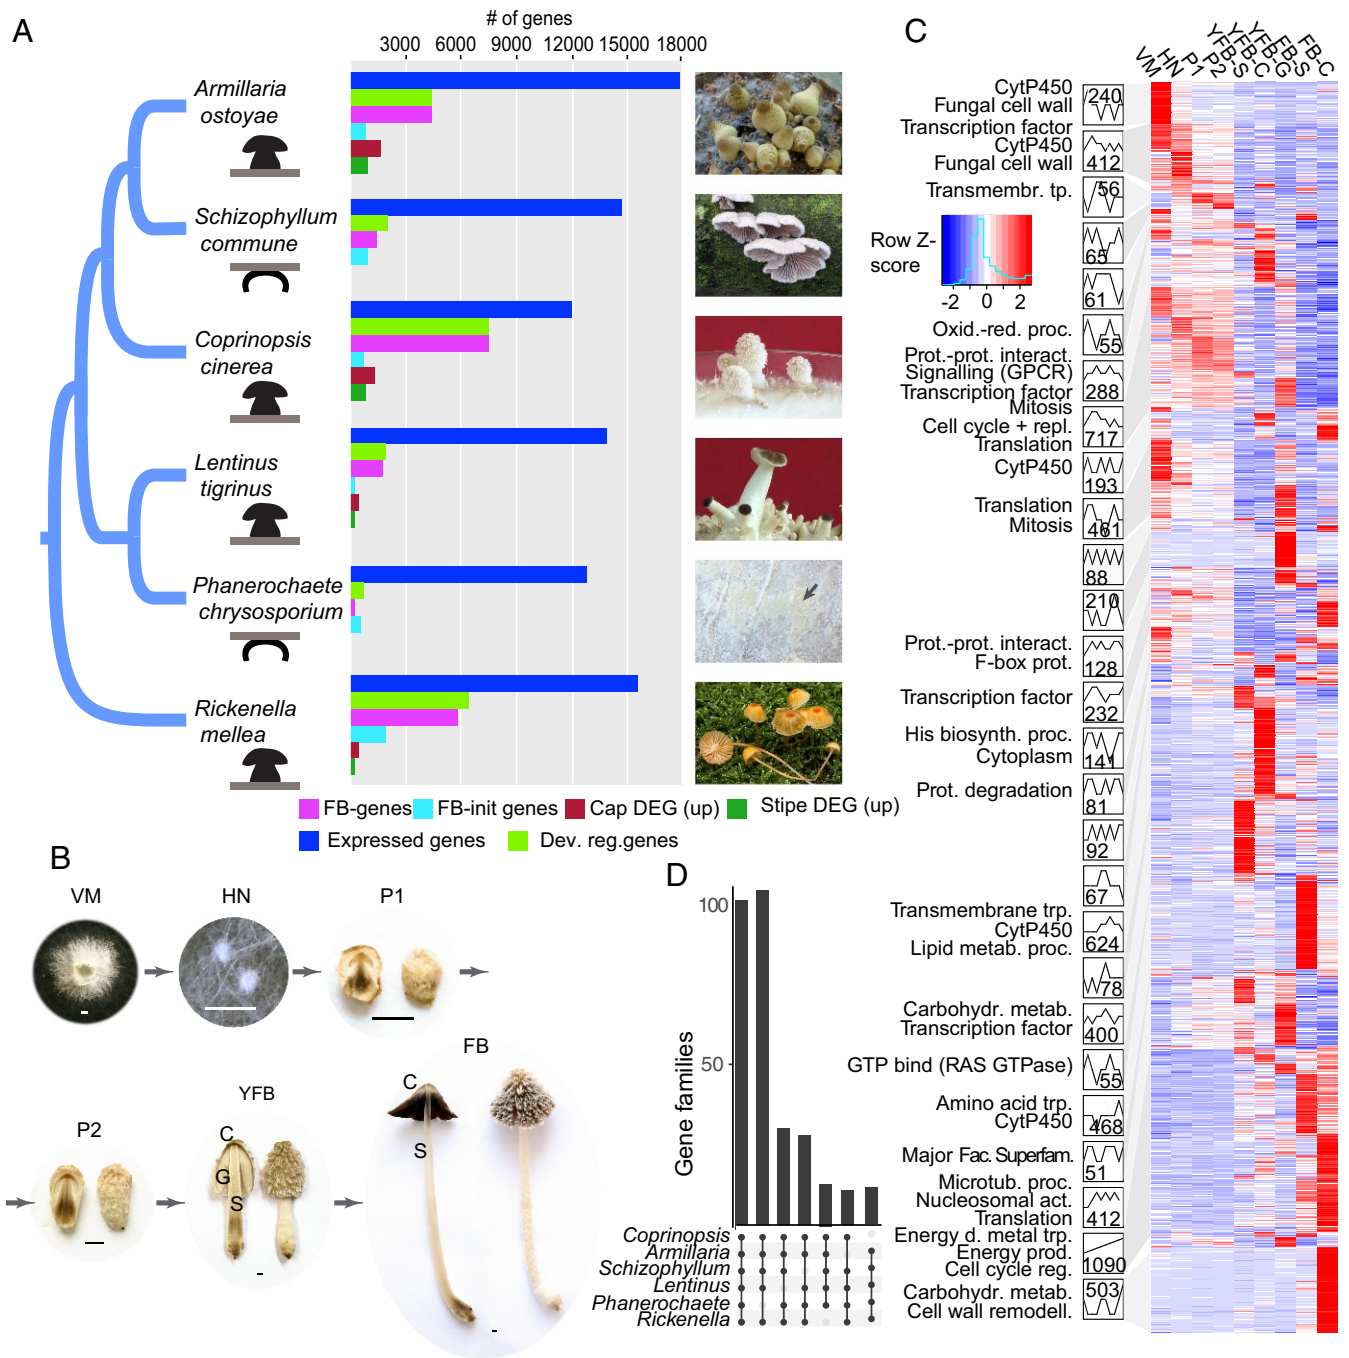 A
# of genes
3000 6000 9000 12000 15000 18000
Armillaria
ostoyae
Schizophyllum
commune
Coprinopsis
cinerea
Lentinus
tigrinus
Phanerochaete
chrysosporium
Rickenella
mellea
FB-genes FB-init genes Cap DEG (up) Stipe DEG (up)
Expressed genes Dev. reg.genes
B
VM HN P1
P2 YFB FB
C
G
S
C
S
C
VM HN P1 P2 YFB-S YFB-C YFB-G FB-S FB-C
CytP450
Fungal cell wall
240
Transcription factor
CytP450
Fungal cell wall
412
Transmembr. tp.
56
Row Z-
score
-2 0 2
65
61
Oxid.-red. proc.
55
Prot.-prot. interact.
Signalling (GPCR)
Transcription factor
288
Mitosis
Cell cycle + repl.
Translation
717
CytP450
193
Translation
Mitosis
461
88
210
Prot.-prot. interact.
F-box prot.
128
Transcription factor
232
His biosynth. proc.
Cytoplasm
141
Prot. degradation
81
92
67
Transmembrane trp.
CytP450
Lipid metab. proc.
624
78
Carbohydr. metab.
Transcription factor
400
GTP bind (RAS GTPase)
55
Amino acid trp.
CytP450
468
Major Fac. Superfam.
51
Microtub. proc.
Nucleosomal act.
Translation
412
Energy d. metal trp.
Energy prod.
Cell cycle reg.
1090
Carbohydr. metab.
Cell wall remodell.
503
D
100
50
Gene families
Coprinopsis
Armillaria
Schizophyllum
Lentinus
Phanerochaete
Rickenella